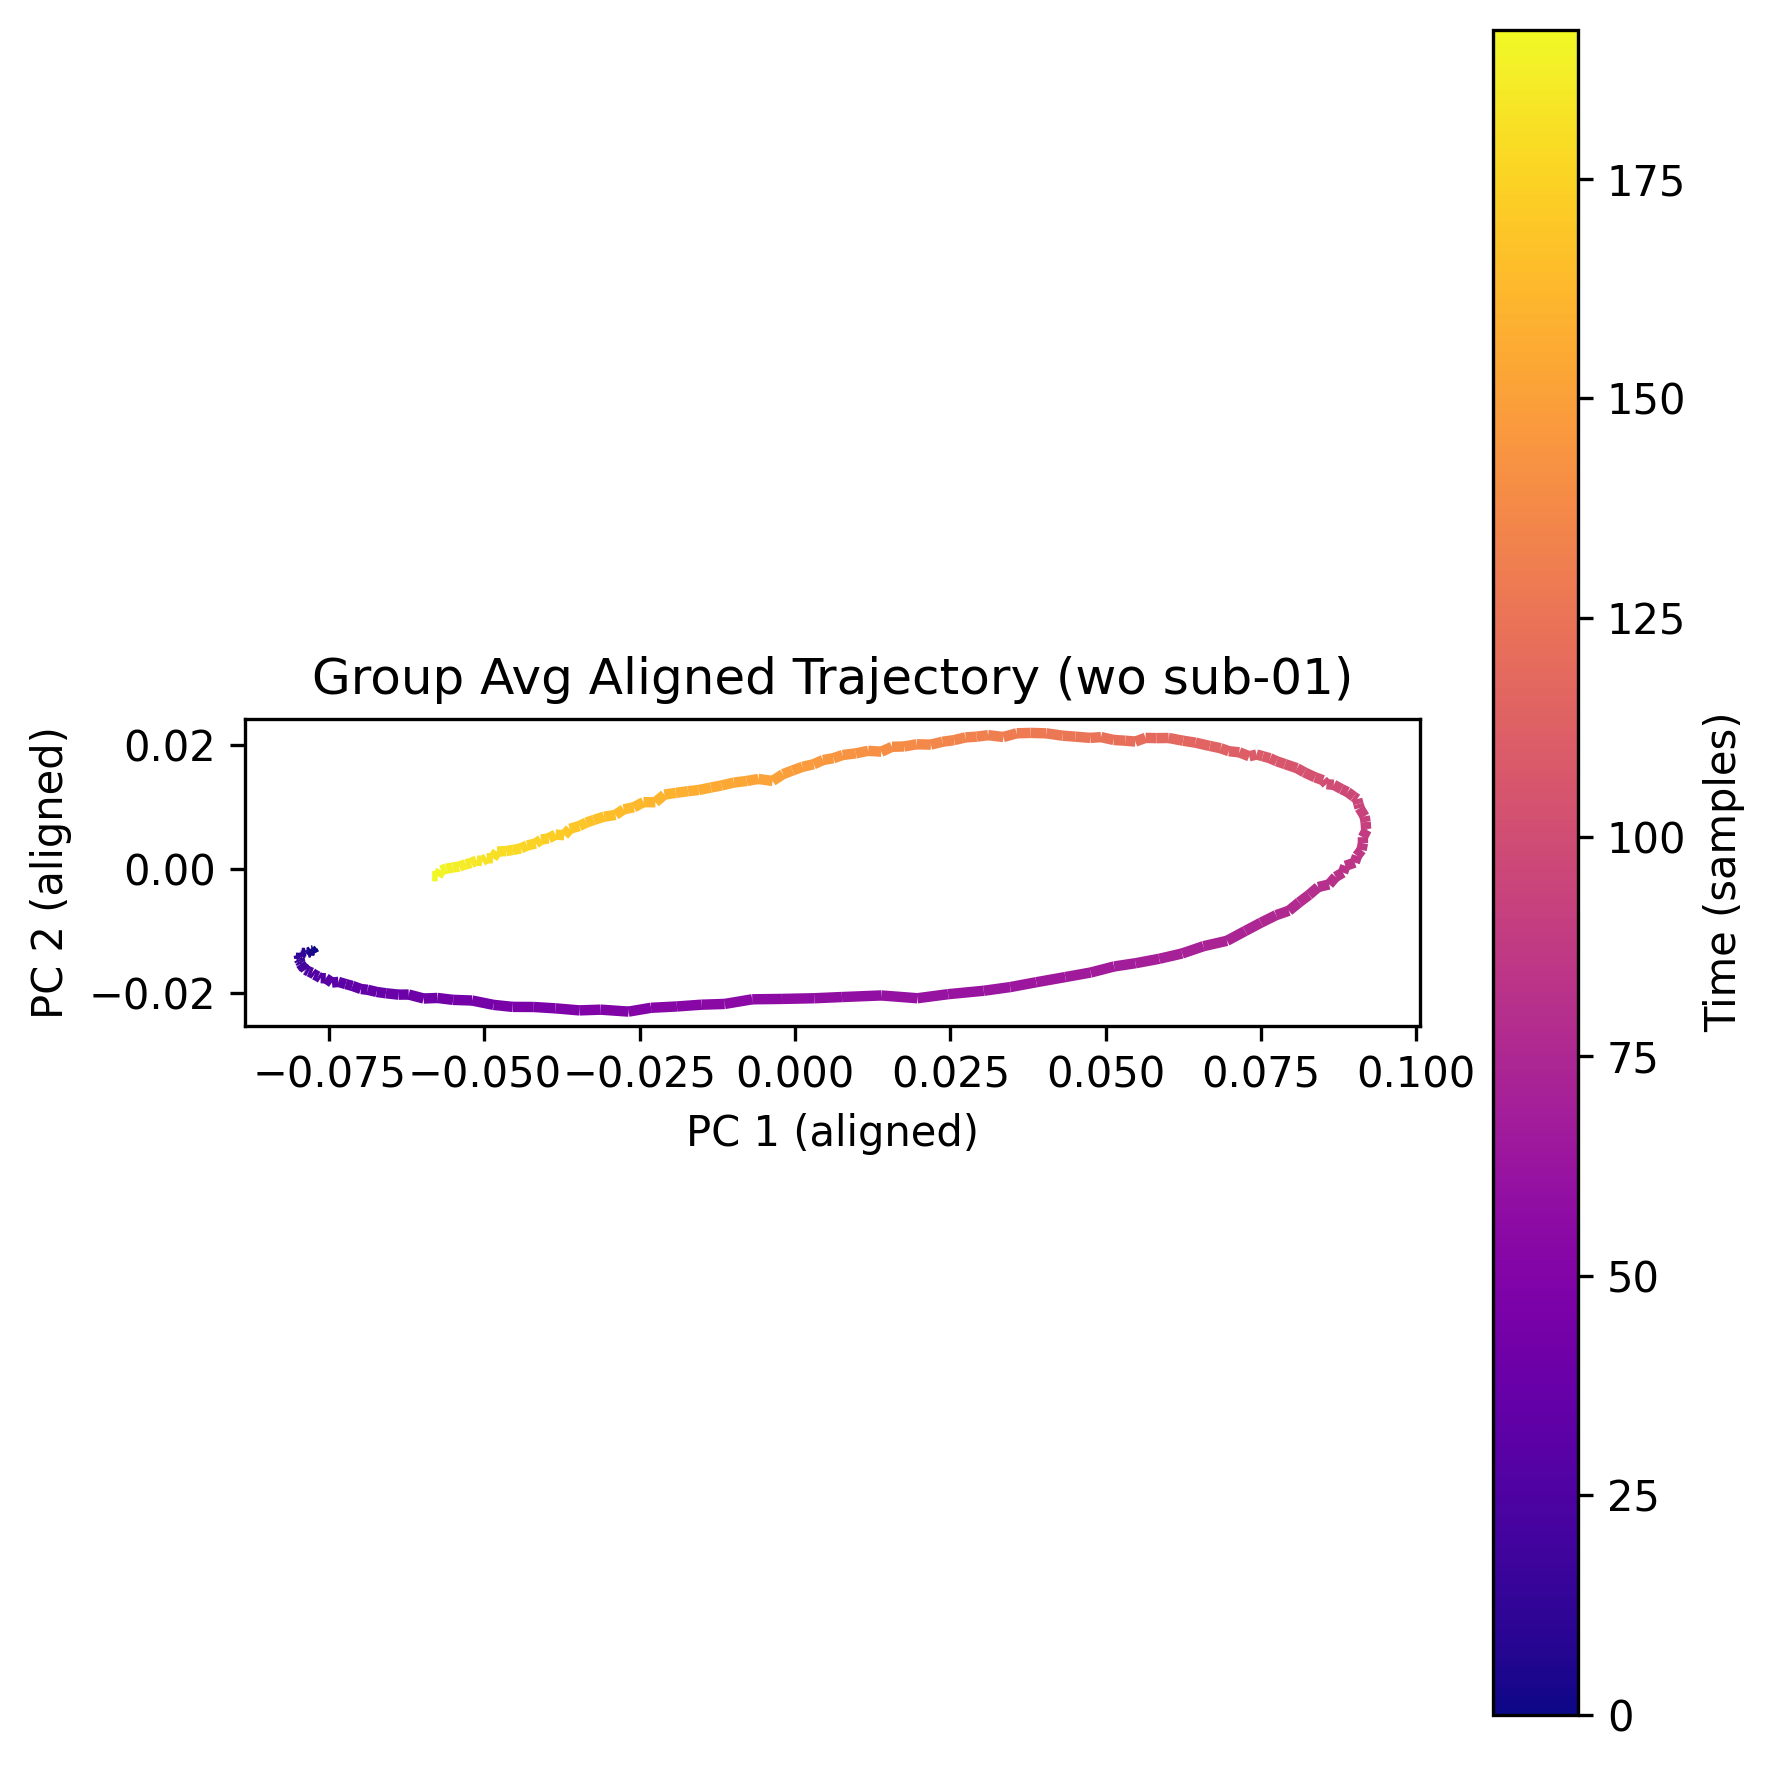 Group Avg Aligned Trajectory (wo sub-01)
PC 2 (aligned)
0.02
0.00
−0.02
−0.075 −0.050 −0.025 0.000 0.025 0.050 0.075 0.100
PC 1 (aligned)
175
150
125
100
75
50
25
0
Time (samples)